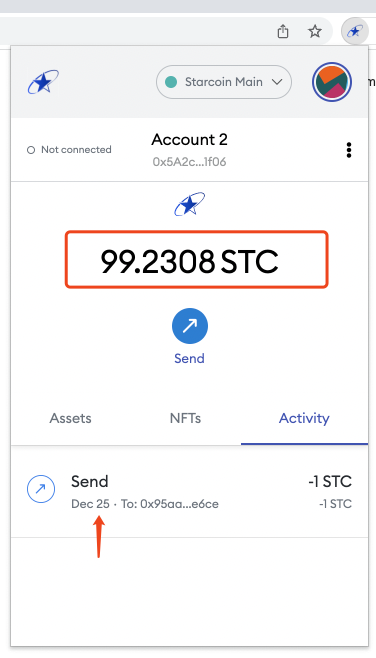 Starcoin Main
Not connected
Account 2
0x5A2c...1f06
99.2308 STC
Send
Assets
NFTs
Activity
Send
-1 STC
Dec 25 · To: 0x95aa...e6ce
-1 STC